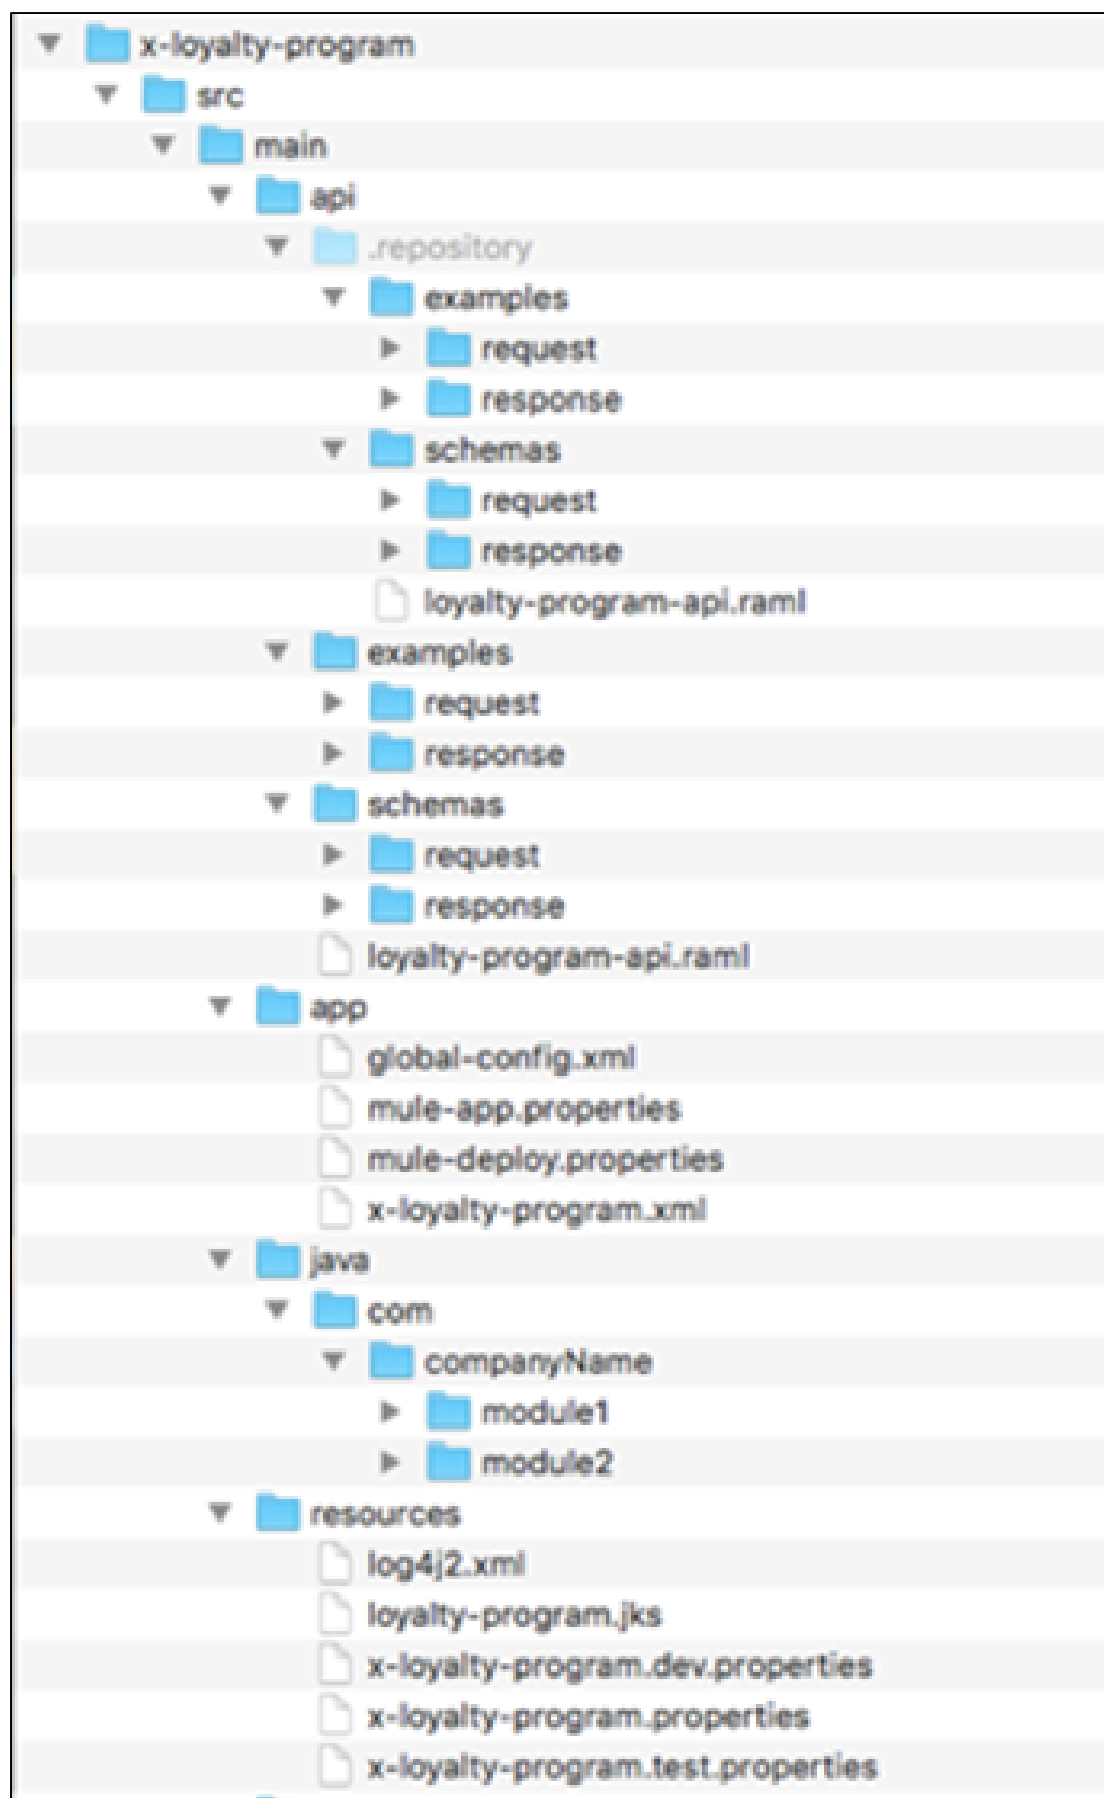 x-loyalty-program
src
main
api
.repository
examples
request
response
schemas
request
response
loyalty-program-api.raml
examples
request
response
schemas
request
response
loyalty-program-api.raml
app
global-config.xml
mule-app.properties
mule-deploy.properties
x-loyalty-program.xml
java
com
companyName
module1
module2
resources
log4j2.xml
loyalty-program.jks
x-loyalty-program.dev.properties
x-loyalty-program.properties
x-loyalty-program.test.properties